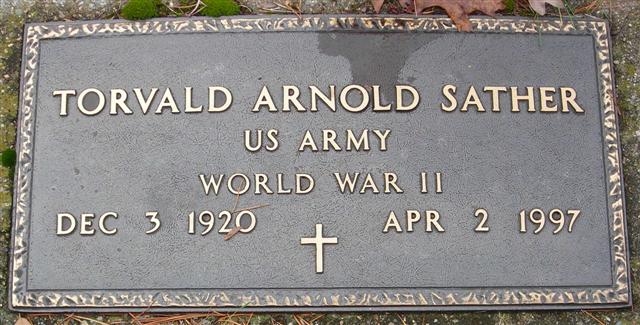 TORVALD ARNOLD SATHER
US ARMY
WORLD WAR II
DEC 3 1920 APR 2 1997